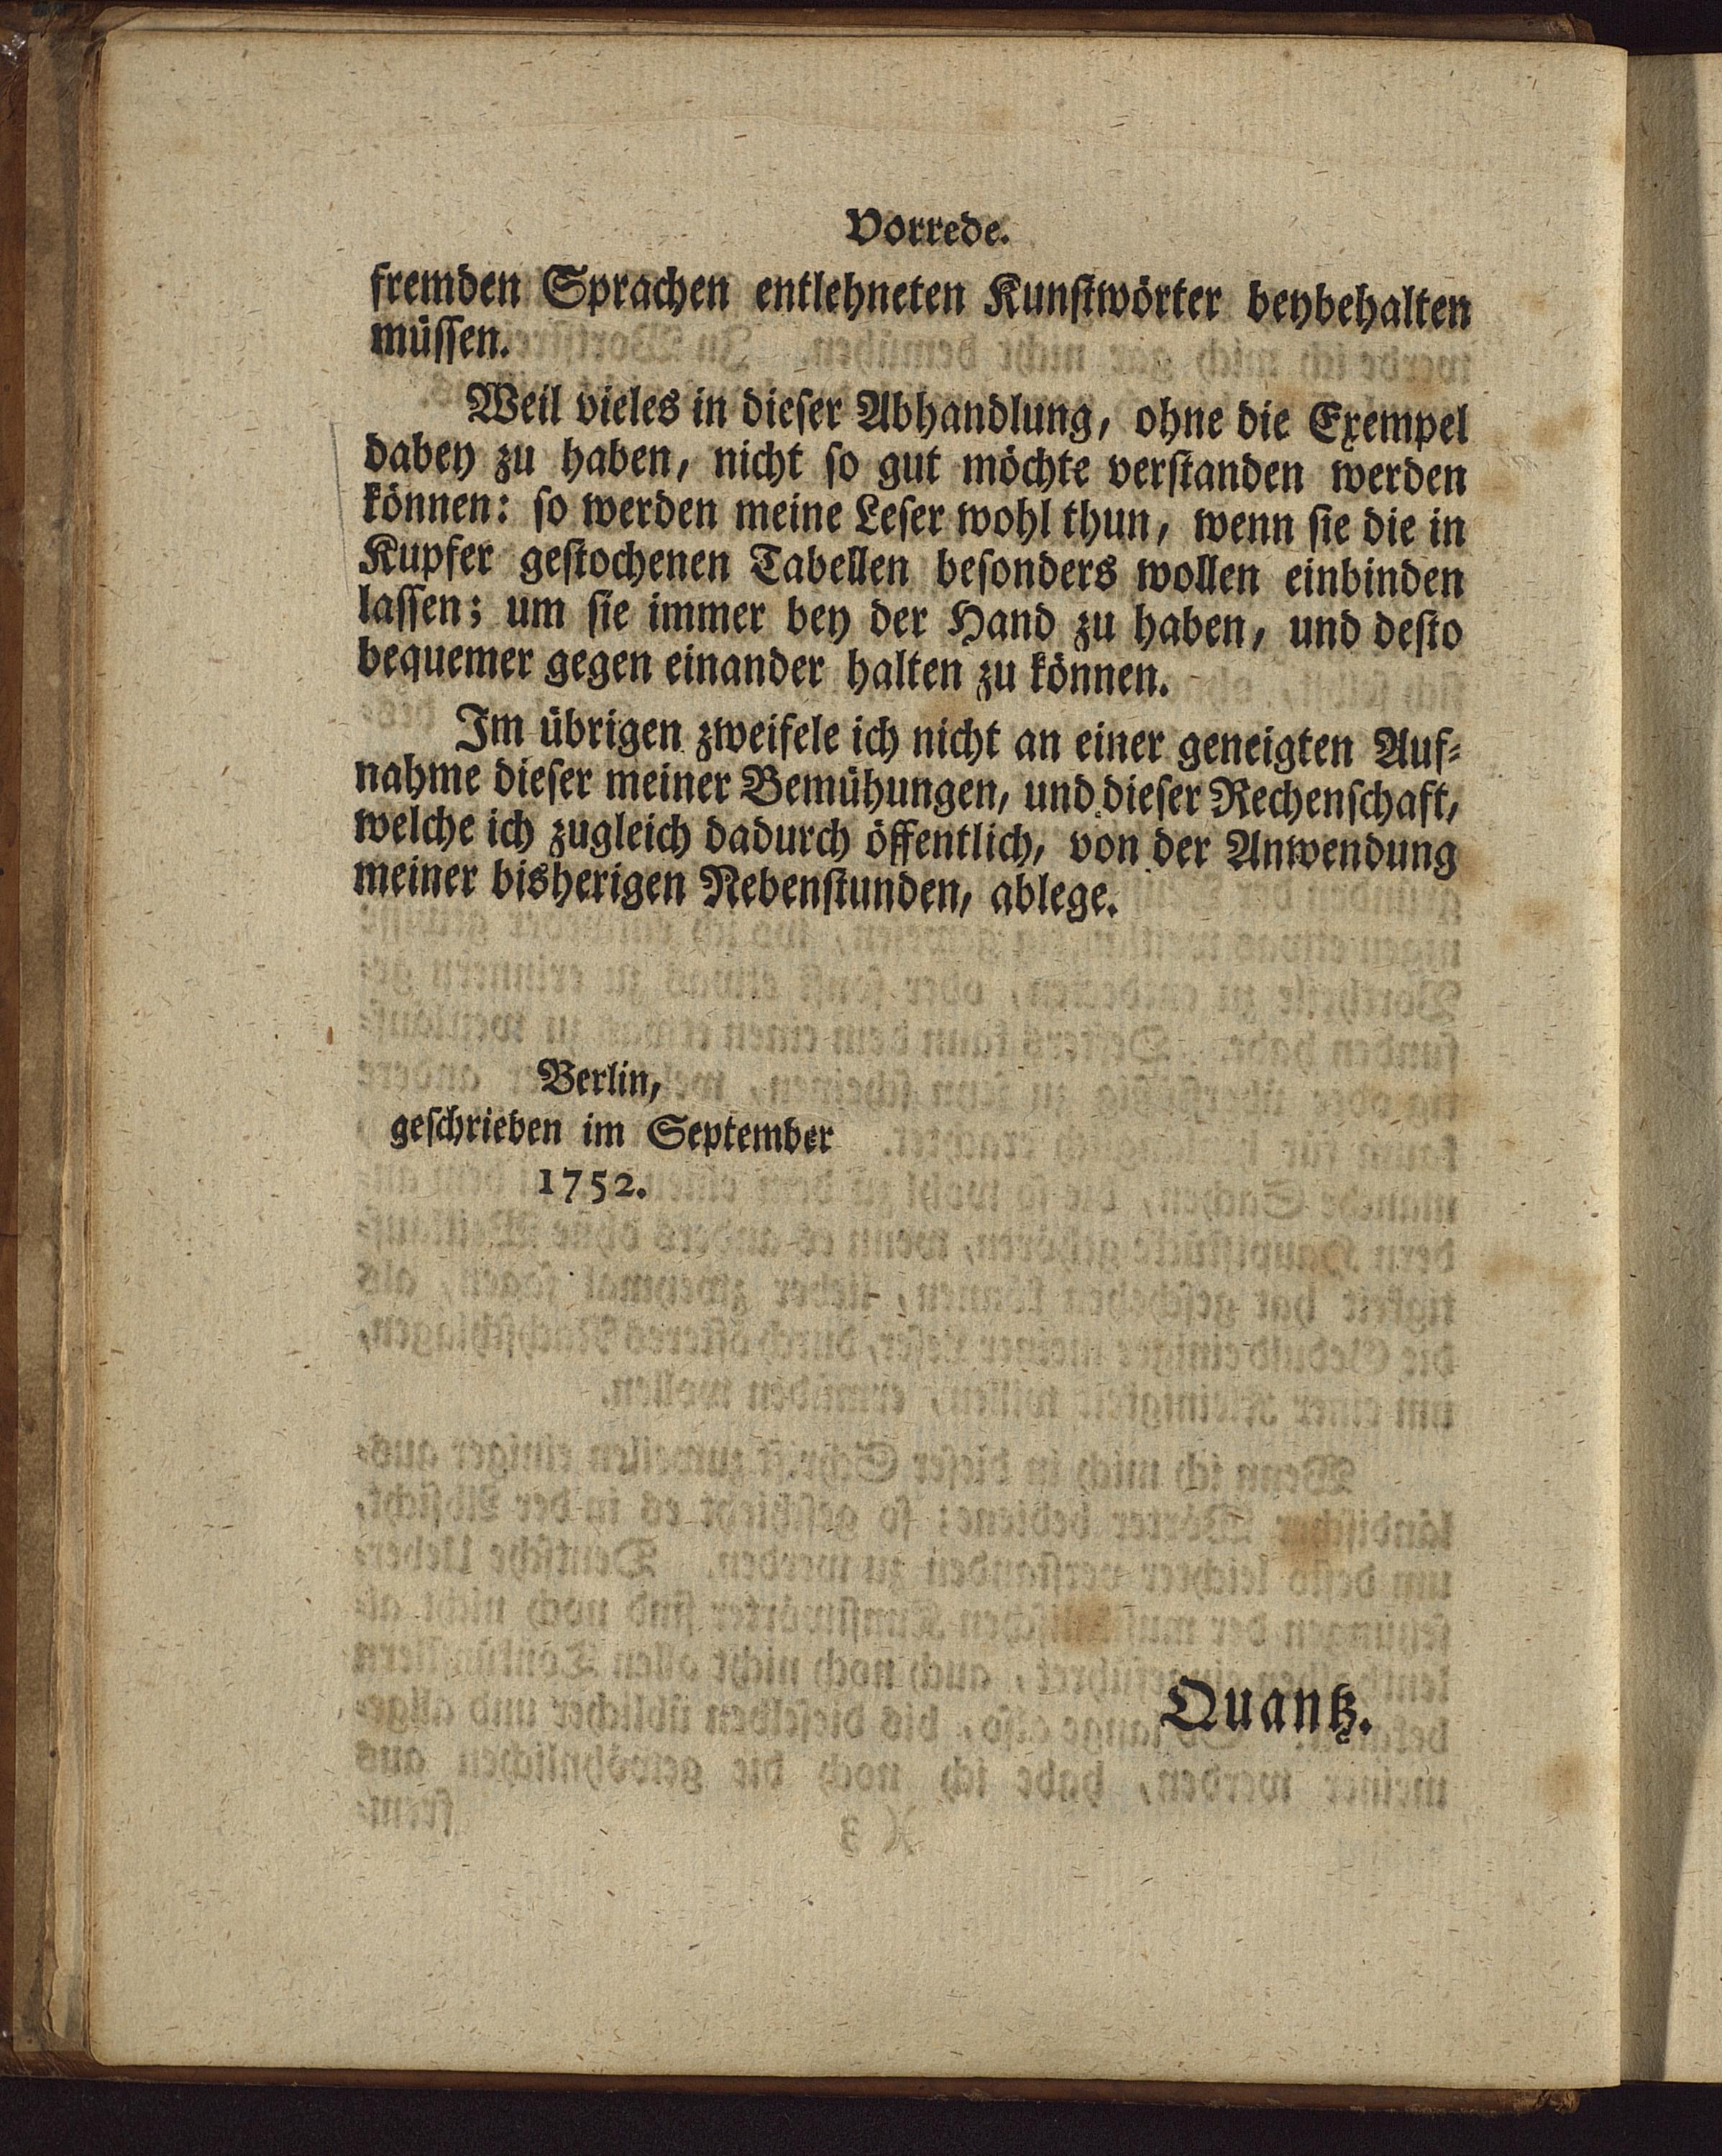 Vorrede.
fremden Sprachen entlehneten Kunstwörter beybehalten
müssen.
Weil vieles in dieser Abhandlung, ohne die Exempel
dabey zu haben, nicht so gut möchte verstanden werden
können: so werden meine Leser wohl thun, wenn sie die in
Kupfer gestochenen Tabellen besonders wollen einbinden
lassen; um sie immer bey der Hand zu haben, und desto
bequemer gegen einander halten zu können.
Im übrigen zweifele ich nicht an einer geneigten Auf-
nahme dieser meiner Bemühungen, und dieser Rechenschaft,
welche ich zugleich dadurch öffentlich, von der Anwendung
meiner bisherigen Nebenstunden, ablege.
Berlin,
geschrieben im September
1752.
Quantz.